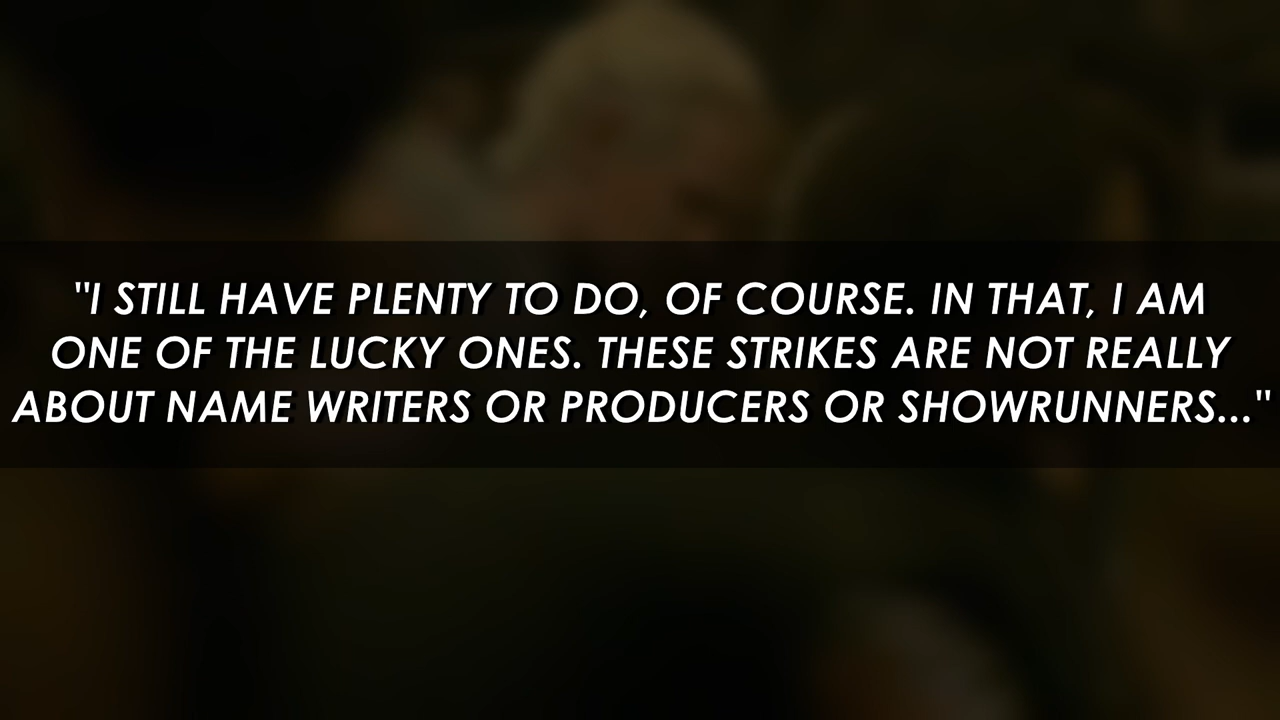 "I STILL HAVE PLENTY TO DO, OF COURSE. IN THAT, I AM
ONE OF THE LUCKY ONES. THESE STRIKES ARE NOT REALLY
ABOUT NAME WRITERS OR PRODUCERS OR SHOWRUNNERS..."